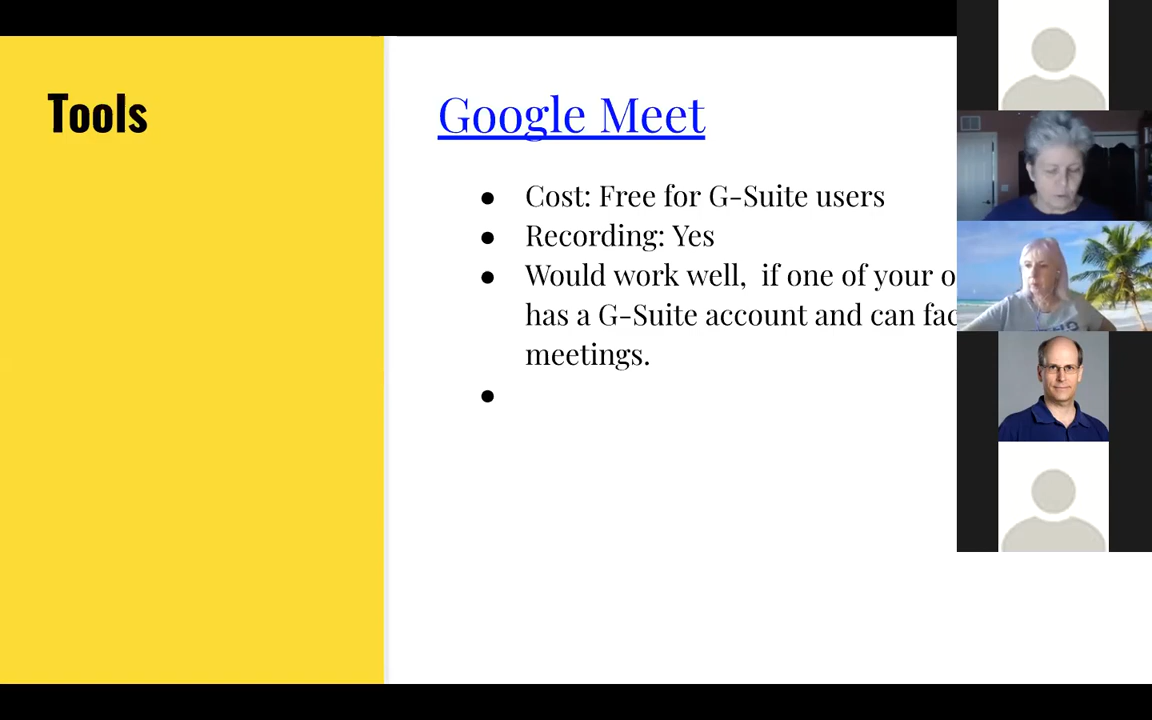 Tools
Google Meet
Cost: Free for G-Suite users
Recording: Yes
Would work well, if one of your
has a G-Suite account and can
meetings.